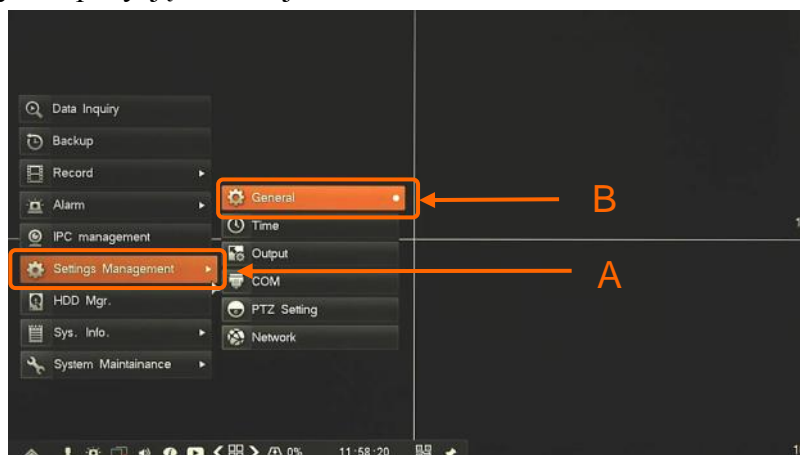 Data Inquiry
Backup
Record
Alarm
IPC management
Settings Management
HDD Mgr.
Sys. Info.
System Maintainance
General
Time
Output
COM
PTZ Setting
Network
B
A
0%
11:58:20